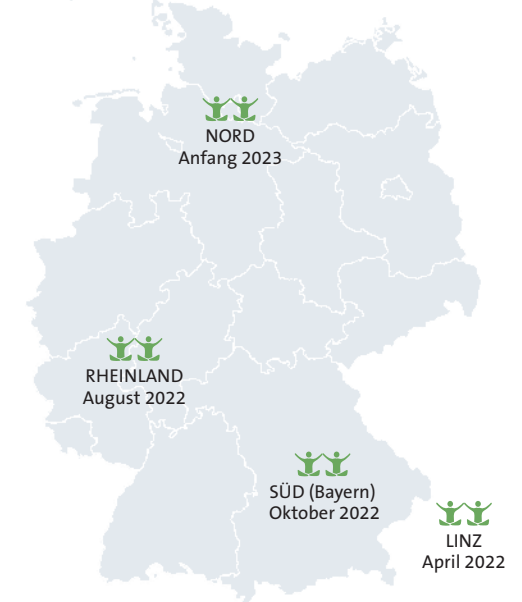 NORD
Anfang 2023
RHEINLAND
August 2022
SÜD (Bayern)
Oktober 2022
LINZ
April 2022